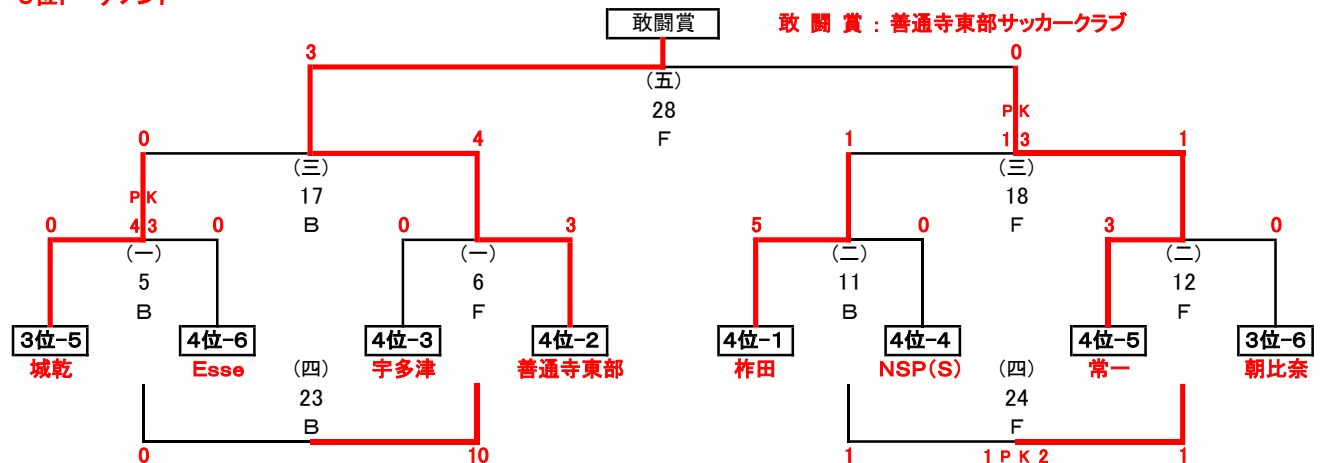 敢闘賞
敢 闘 賞 : 善通寺東部サッカークラブ
3
0
(五)
28
F
0
4
PK
1
1 3
1
(三)
17
B
(三)
18
F
PK
0
4 3
0
0
3
5
0
3
0
(一)
5
B
(一)
6
F
(二)
11
B
(二)
12
F
3位-5
4位-6
4位-3
4位-2
4位-1
4位-4
4位-5
3位-6
城乾
Esse
(四)
宇多津
善通寺東部
柞田
NSP(S)
(四)
常一
朝比奈
23
B
24
F
0
10
1
1 PK 2
1